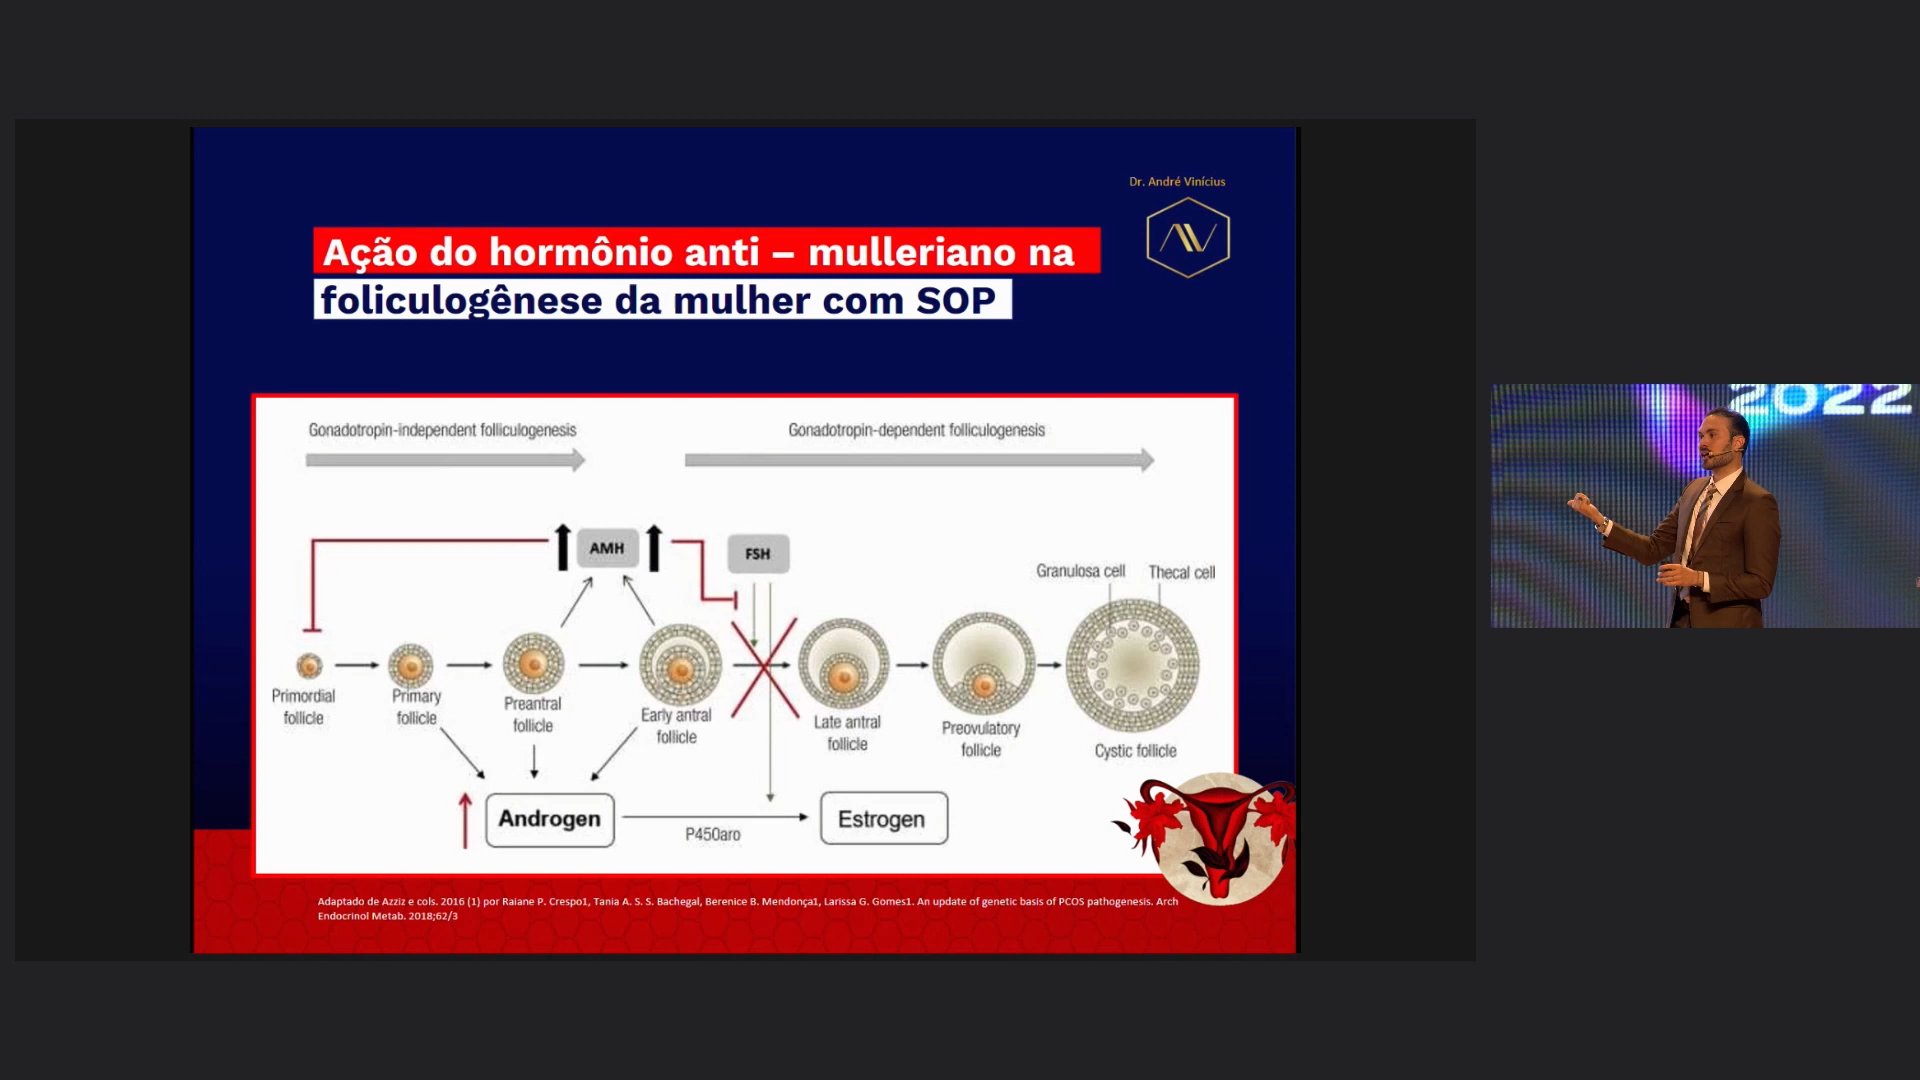 Dr. André Vinícius
Ação do hormônio anti – mulleriano na
foliculogênese da mulher com SOP
Gonadotropin-independent folliculogenesis
Gonadotropin-dependent folliculogenesis
AMH
FSH
Granulosa cell
Thecal cell
Primordial
follicle
Primary
follicle
Preantral
follicle
Early antral
follicle
Late antral
follicle
Preovulatory
follicle
Cystic follicle
Androgen
P450aro
Estrogen
Adaptado de Azziz e cols. 2016 (1) por Raiane P. Crespo1, Tania A. S. S. Bachegal, Berenice B. Mendonça1, Larissa G. Gomes1. An update of genetic basis of PCOS pathogenesis. Arch
Endocrinol Metab. 2018;62/3
2022